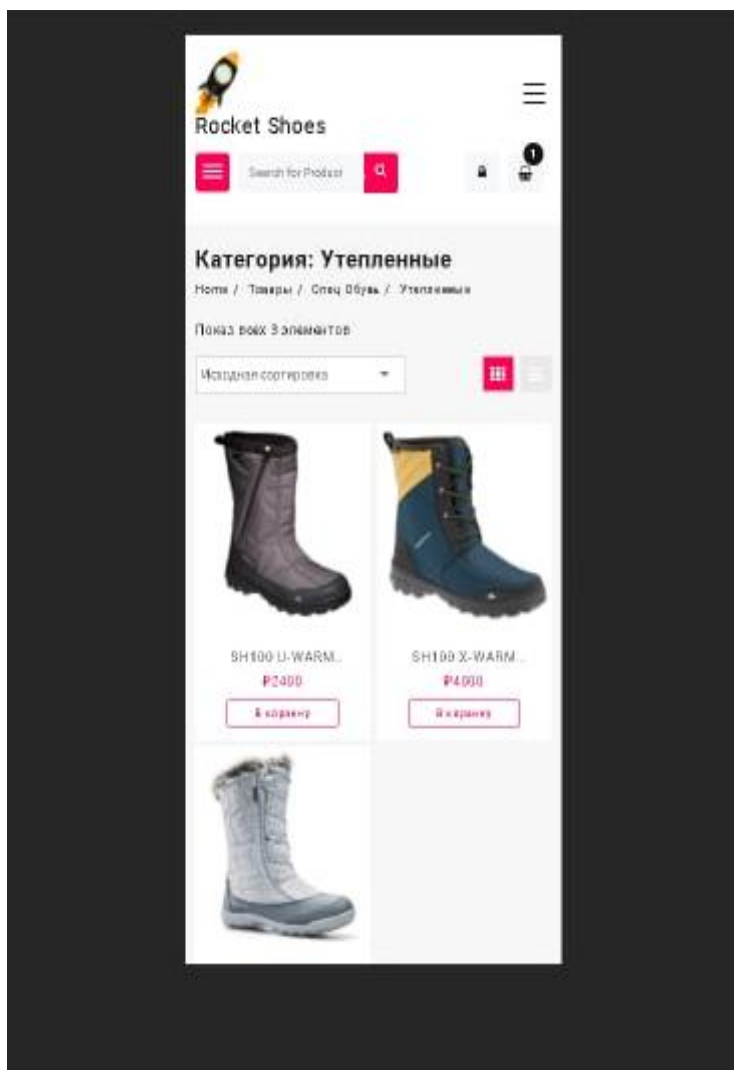 Rocket Shoes
Search for Product
1
Категория: Утепленные
Home / Товары / Спец Обувь / Утепленные
Показ всех 3 элементов
Исходная сортировка
SH100 U-WARM...
SH100 X-WARM...
₽2400
₽4000
В корзину
В корзину